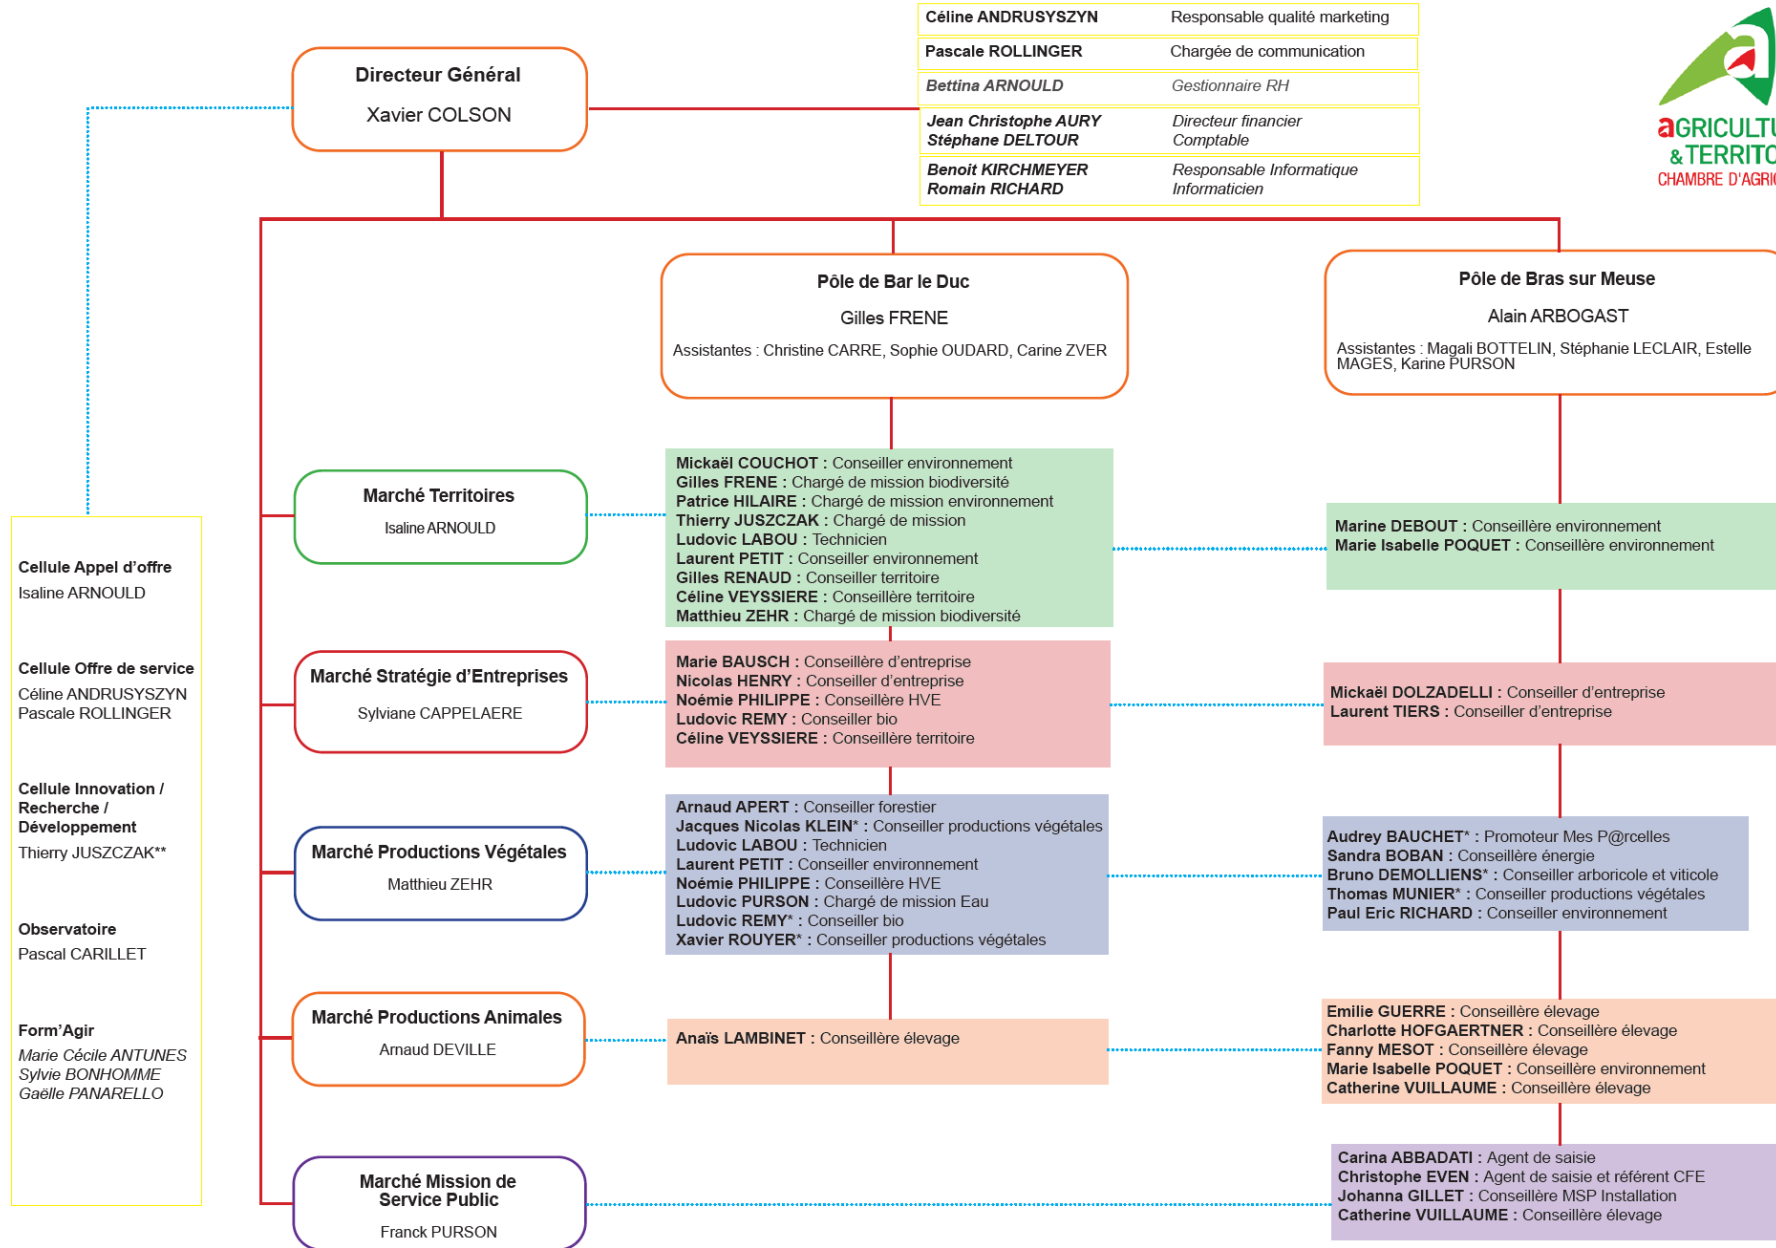 Céline ANDRUSYSZYN Responsable qualité marketing
Pascale ROLLINGER Chargée de communication
Bettina ARNOULD Gestionnaire RH
Jean Christophe AURY Directeur financier
Stéphane DELTOUR Comptable
Benoit KIRCHMEYER Responsable Informatique
Romain RICHARD Informaticien
Directeur Général
Xavier COLSON
& TERRITO
CHAMBRE D'AGRI
Pôle de Bar le Duc
Gilles FRENE
Assistantes : Christine CARRE, Sophie OUDARD, Carine ZVER
Pôle de Bras sur Meuse
Alain ARBOGAST
Assistantes : Magali BOTTELIN, Stéphanie LECLAIR, Estelle
MAGES, Karine PURSON
Cellule Appel d'offre
Isaline ARNOULD
Cellule Offre de service
Céline ANDRUSYSZYN
Pascale ROLLINGER
Cellule Innovation /
Recherche /
Développement
Thierry JUSZCZAK**
Observatoire
Pascal CARILLET
Form'Agir
Marie Cécile ANTUNES
Sylvie BONHOMME
Gaëlle PANARELLO
Marché Territoires
Isaline ARNOULD
Mickaël COUCHOT : Conseiller environnement
Gilles FRENE : Chargé de mission biodiversité
Patrice HILAIRE : Chargé de mission environnement
Thierry JUSZCZAK : Chargé de mission
Ludovic LABOU : Technicien
Laurent PETIT : Conseiller environnement
Gilles RENAUD : Conseiller territoire
Céline VEYSSIERE : Conseillère territoire
Matthieu ZEHR : Chargé de mission biodiversité
Marine DEBOUT : Conseillère environnement
Marie Isabelle POQUET : Conseillère environnement
Marché Stratégie d'Entreprises
Sylviane CAPPELAERE
Marie BAUSCH : Conseillère d'entreprise
Nicolas HENRY : Conseiller d'entreprise
Noémie PHILIPPE : Conseillère HVE
Ludovic REMY : Conseiller bio
Céline VEYSSIERE : Conseillère territoire
Mickaël DOLZADELLI : Conseiller d'entreprise
Laurent TIERS : Conseiller d'entreprise
Marché Productions Végétales
Matthieu ZEHR
Arnaud APERT : Conseiller forestier
Jacques Nicolas KLEIN* : Conseiller productions végétales
Ludovic LABOU : Technicien
Laurent PETIT : Conseiller environnement
Noémie PHILIPPE : Conseillère HVE
Ludovic PURSON : Chargé de mission Eau
Ludovic REMY* : Conseiller bio
Xavier ROUYER* : Conseiller productions végétales
Audrey BAUCHET* : Promoteur Mes P@rcelles
Sandra BOBAN : Conseillère énergie
Bruno DEMOLLIENS* : Conseiller arboricole et viticole
Thomas MUNIER* : Conseiller productions végétales
Paul Eric RICHARD : Conseiller environnement
Marché Productions Animales
Arnaud DEVILLE
Anaïs LAMBINET : Conseillère élevage
Emilie GUERRE : Conseillère élevage
Charlotte HOFGAERTNER : Conseillère élevage
Fanny MESOT : Conseillère élevage
Marie Isabelle POQUET : Conseillère environnement
Catherine VUILLAUME : Conseillère élevage
Marché Mission de
Service Public
Franck PURSON
Carina ABBADATI : Agent de saisie
Christophe EVEN : Agent de saisie et référent CFE
Johanna GILLET : Conseillère MSP Installation
Catherine VUILLAUME : Conseillère élevage